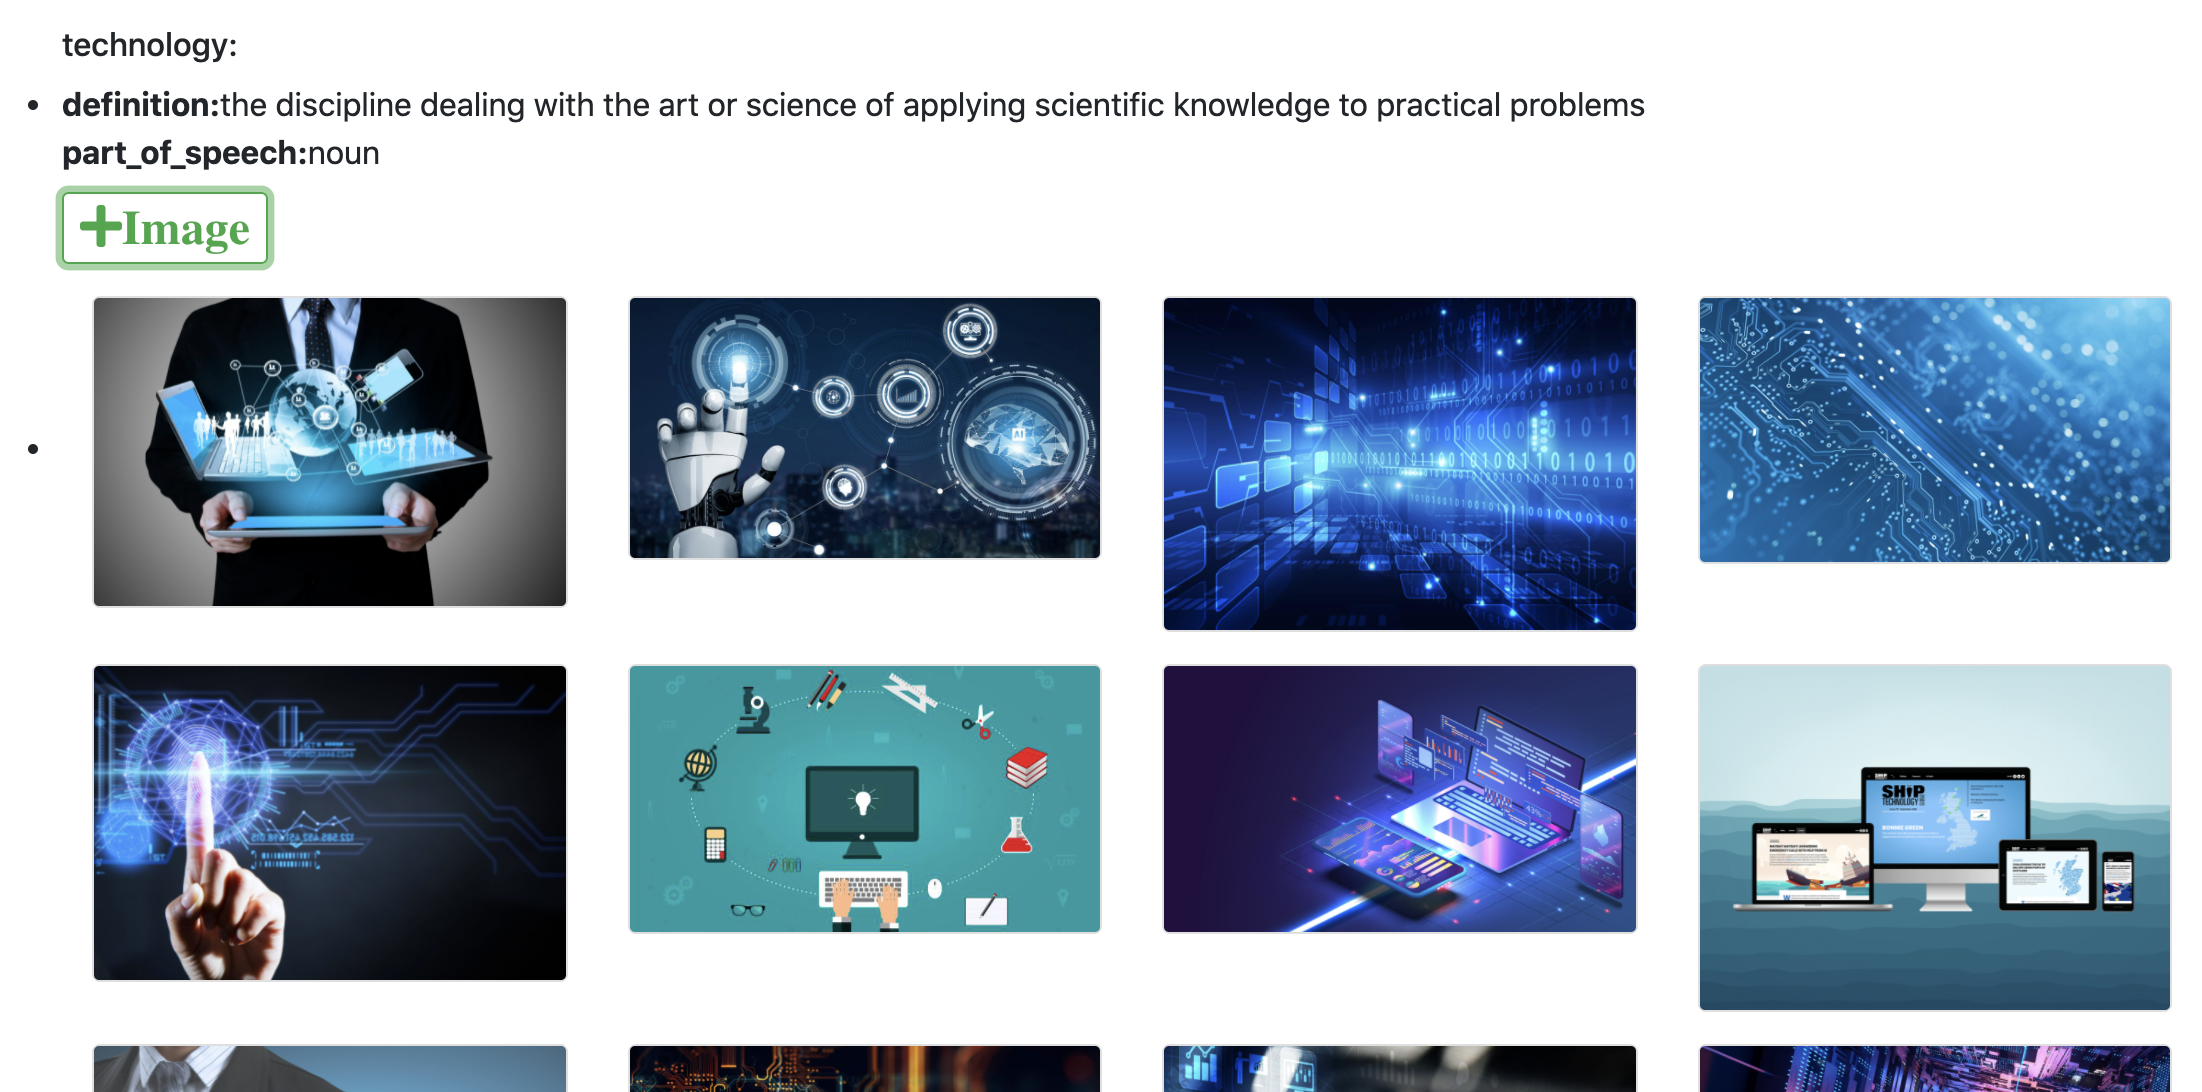 technology:
definition:the discipline dealing with the art or science of applying scientific knowledge to practical problems
part_of_speech:noun
Image
AI
SHIP
TECHNOLOGY